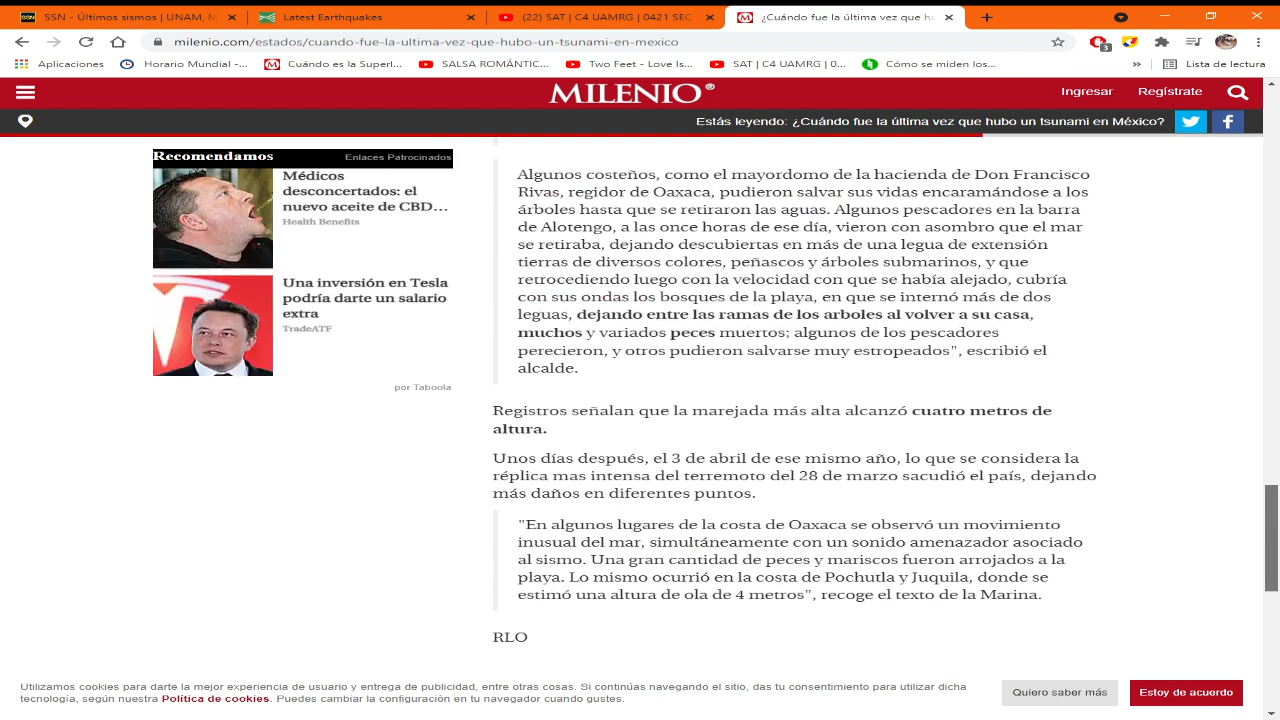 SSN - Últimos sismos | UNAM, M
Latest Earthquakes
(22) SAT | C4 UAMRG | 0421 SEC
¿Cuándo fue la última vez que hu
milenio.com/estados/cuando-fue-la-ultima-vez-que-hubo-un-tsunami-en-mexico
3
Aplicaciones
Horario Mundial -...
Cuándo es la Superl...
SALSA ROMÁNTIC...
Two Feet - Love Is...
SAT | C4 UAMRG | 0...
Cómo se miden los...
»
Lista de lectura
MILENIO®
Ingresar
Regístrate
Estás leyendo: ¿Cuándo fue la última vez que hubo un tsunami en México?
Recomendamos
Enlaces Patrocinados
Médicos
desconcertados: el
nuevo aceite de CBD...
Health Benefits
Una inversión en Tesla
podría darte un salario
extra
TradeATF
por Taboola
Algunos costeños, como el mayordomo de la hacienda de Don Francisco
Rivas, regidor de Oaxaca, pudieron salvar sus vidas encaramándose a los
árboles hasta que se retiraron las aguas. Algunos pescadores en la barra
de Alotengo, a las once horas de ese día, vieron con asombro que el mar
se retiraba, dejando descubiertas en más de una legua de extensión
tierras de diversos colores, peñascos y árboles submarinos, y que
retrocediendo luego con la velocidad con que se había alejado, cubría
con sus ondas los bosques de la playa, en que se internó más de dos
leguas, dejando entre las ramas de los arboles al volver a su casa,
muchos y variados peces muertos; algunos de los pescadores
perecieron, y otros pudieron salvarse muy estropeados", escribió el
alcalde.
Registros señalan que la marejada más alta alcanzó cuatro metros de
altura.
Unos días después, el 3 de abril de ese mismo año, lo que se considera la
réplica mas intensa del terremoto del 28 de marzo sacudió el país, dejando
más daños en diferentes puntos.
"En algunos lugares de la costa de Oaxaca se observó un movimiento
inusual del mar, simultáneamente con un sonido amenazador asociado
al sismo. Una gran cantidad de peces y mariscos fueron arrojados a la
playa. Lo mismo ocurrió en la costa de Pochutla y Juquila, donde se
estimó una altura de ola de 4 metros", recoge el texto de la Marina.
RLO
Utilizamos cookies para darte la mejor experiencia de usuario y entrega de publicidad, entre otras cosas. Si continúas navegando el sitio, das tu consentimiento para utilizar dicha
tecnología, según nuestra Política de cookies. Puedes cambiar la configuración en tu navegador cuando gustes.
Quiero saber más
Estoy de acuerdo